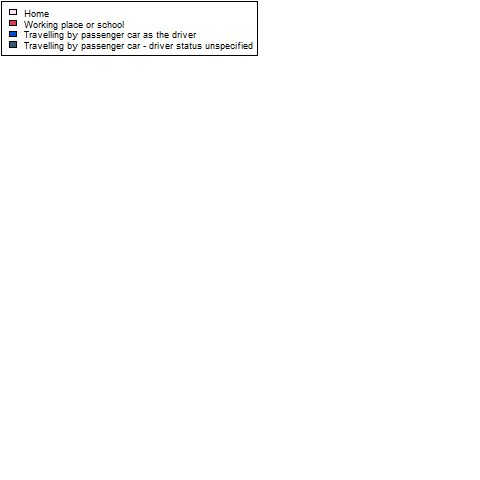 Home
Working place or school
Travelling by passenger car as the driver
Travelling by passenger car - driver status unspecified